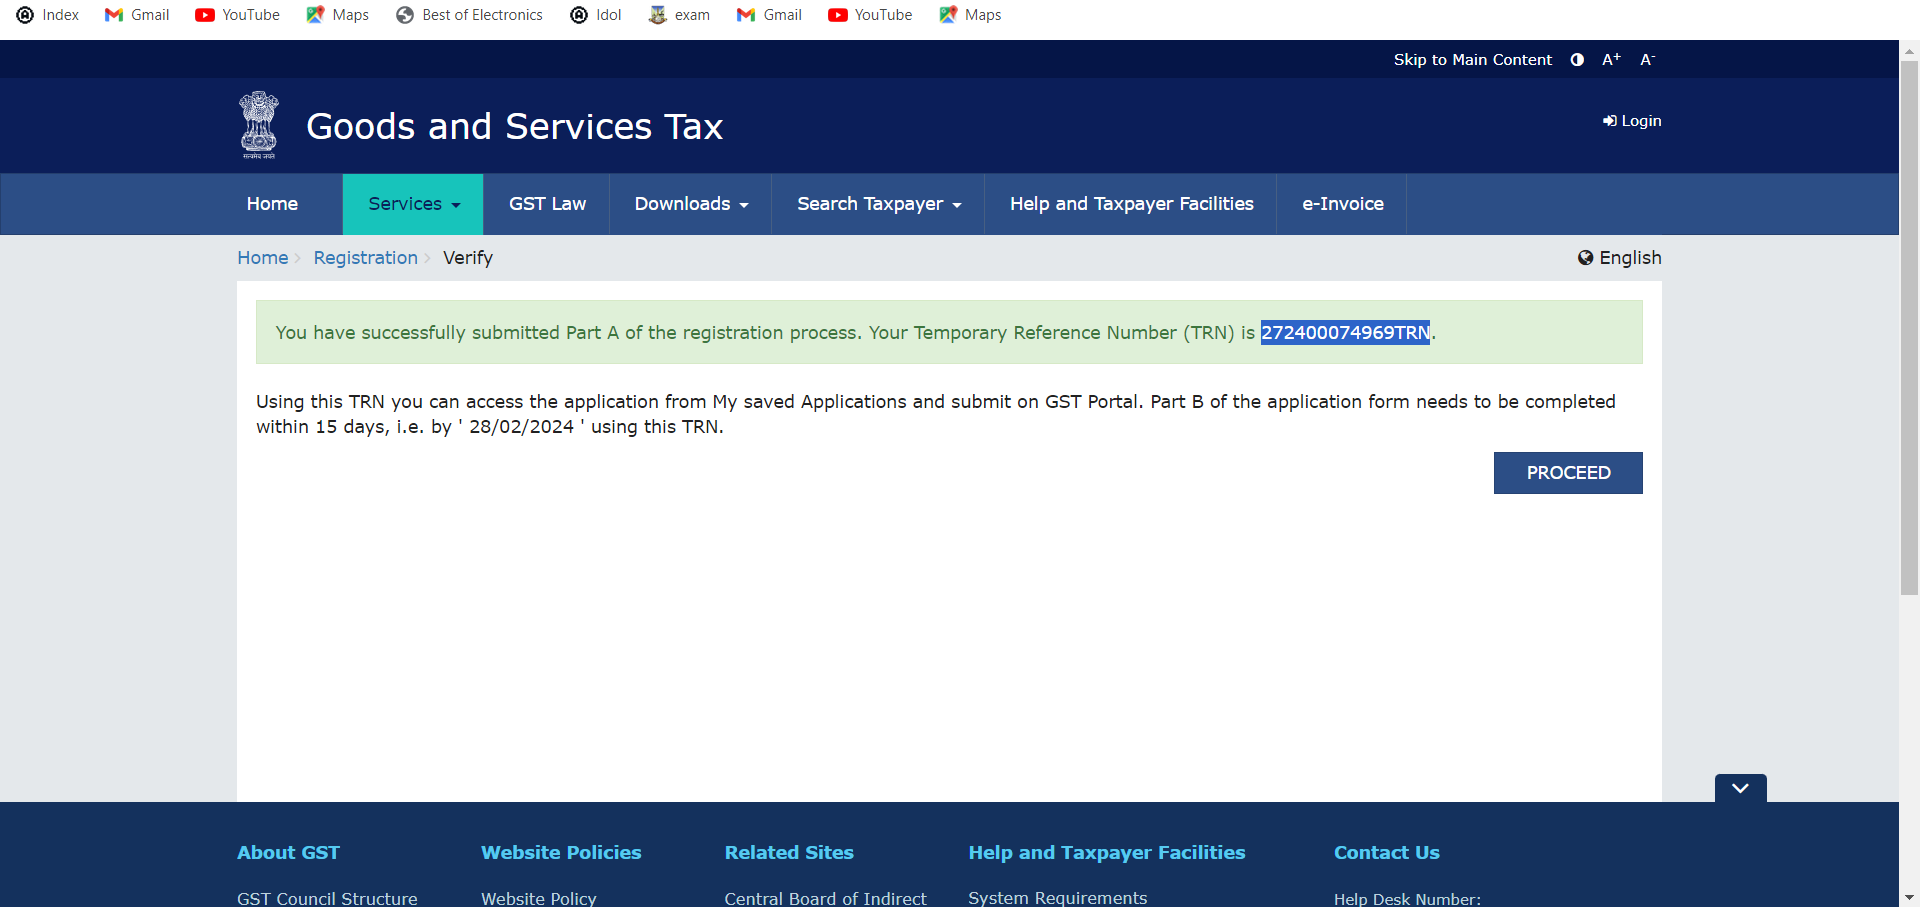 Index Gmail YouTube Maps Best of Electronics Idol exam Gmail YouTube Maps
Skip to Main Content A+ A-
Goods and Services Tax
Login
सत्यमेव जयते
Home Services GST Law Downloads Search Taxpayer Help and Taxpayer Facilities e-Invoice
Home > Registration > Verify
English
You have successfully submitted Part A of the registration process. Your Temporary Reference Number (TRN) is 272400074969TRN.
Using this TRN you can access the application from My saved Applications and submit on GST Portal. Part B of the application form needs to be completed
within 15 days, i.e. by ' 28/02/2024 ' using this TRN.
PROCEED
About GST Website Policies Related Sites Help and Taxpayer Facilities Contact Us
GST Council Structure Website Policy Central Board of Indirect System Requirements Help Desk Number: